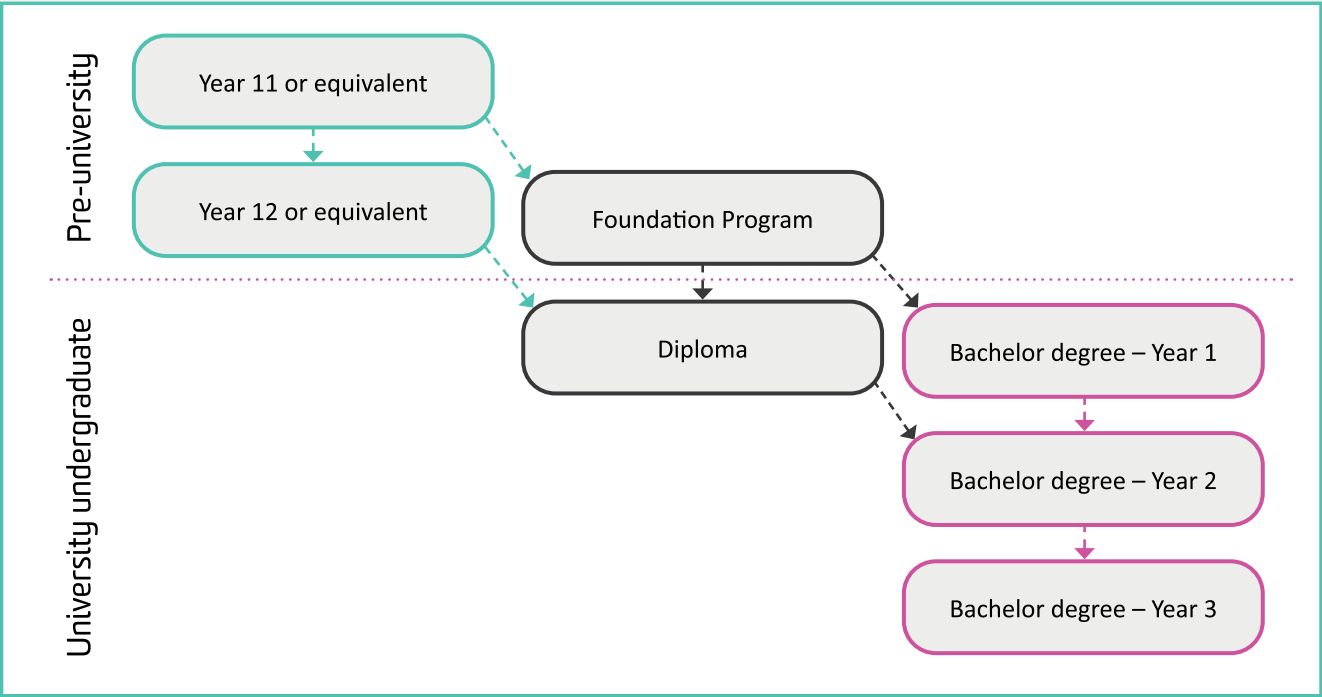 Pre-university
Year 11 or equivalent
Year 12 or equivalent
Foundation Program
University undergraduate
Diploma
Bachelor degree – Year 1
Bachelor degree – Year 2
Bachelor degree – Year 3